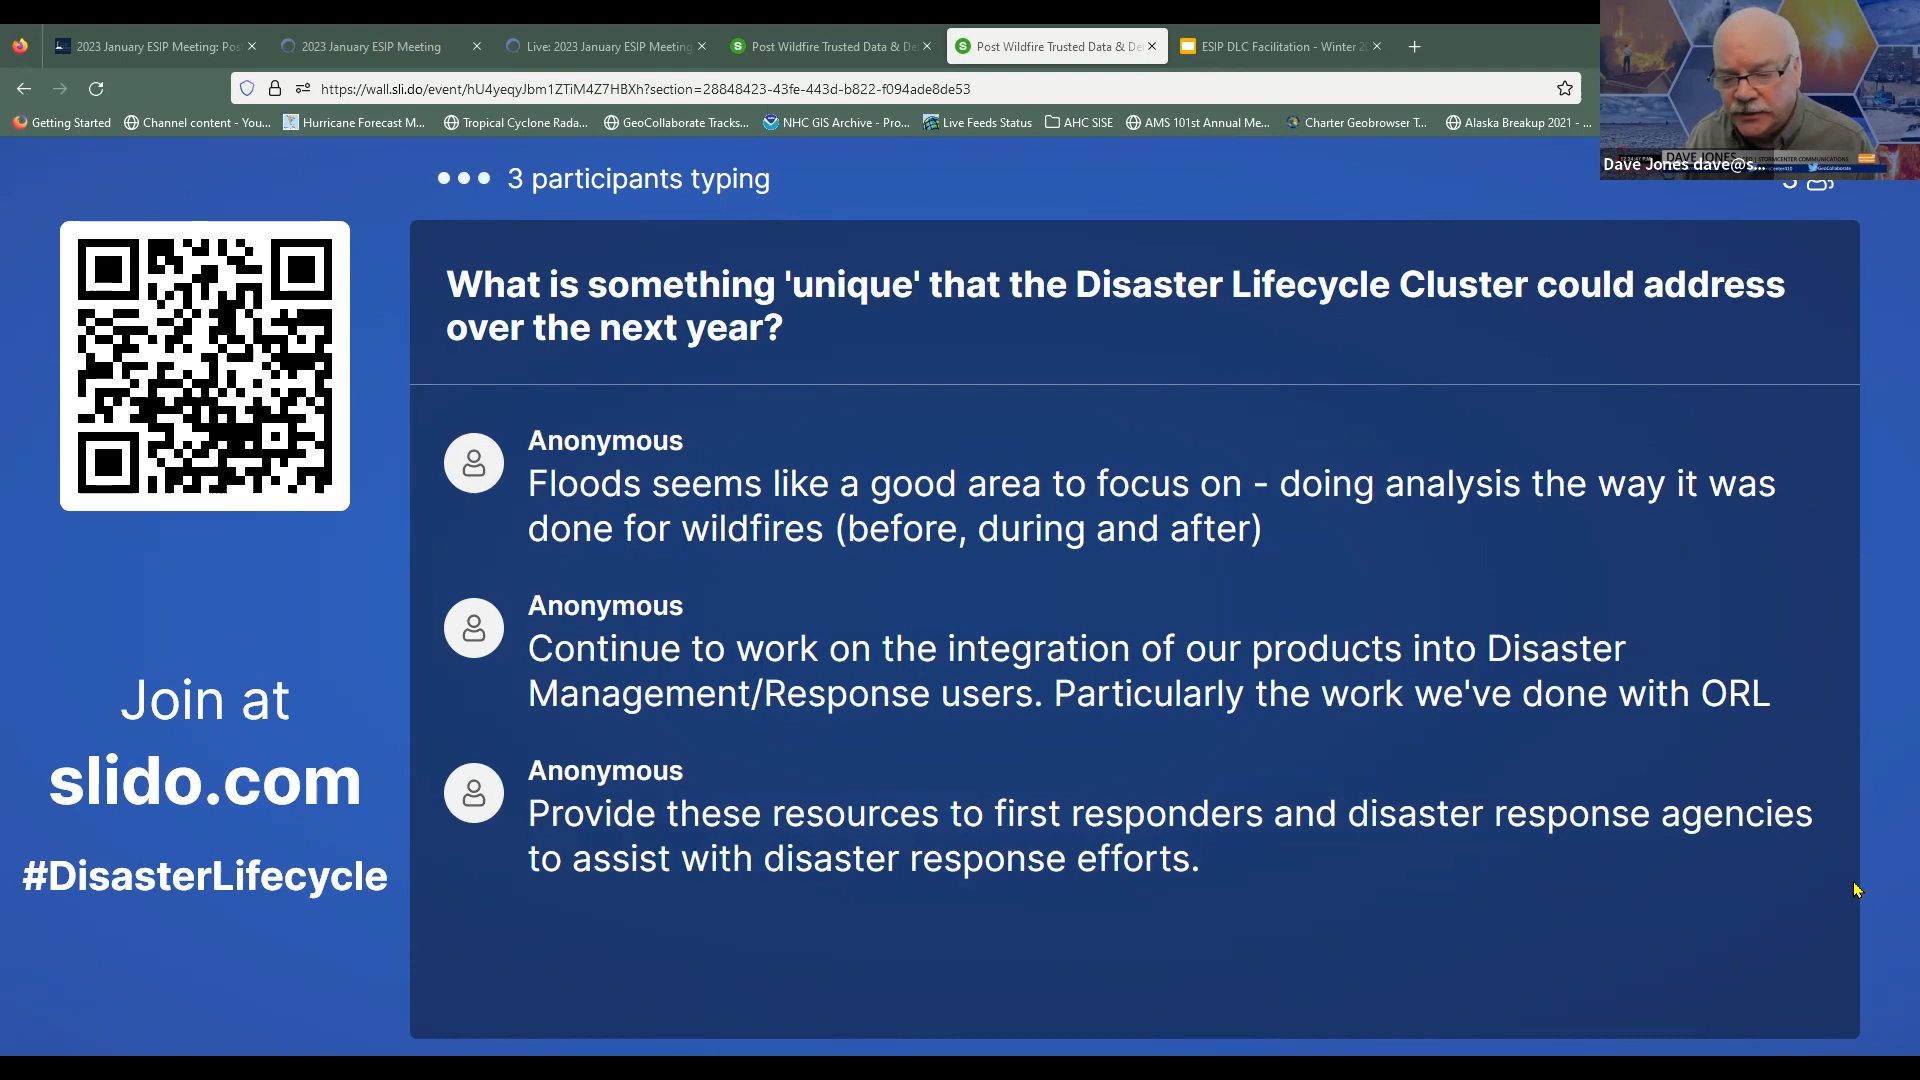 2023 January ESIP Meeting: Pos
2023 January ESIP Meeting
Live: 2023 January ESIP Meeting
Post Wildfire Trusted Data & De
Post Wildfire Trusted Data & De
ESIP DLC Facilitation - Winter 2
https://wall.sli.do/event/hU4yeqyJbm1ZTiM4Z7HBXh?section=28848423-43fe-443d-b822-f094ade8de53
Getting Started
Channel content - You...
Hurricane Forecast M...
Tropical Cyclone Rada...
GeoCollaborate Tracks...
NHC GIS Archive - Pro...
Live Feeds Status
AHC SISE
AMS 101st Annual Me...
Charter Geobrowser T...
Alaska Breakup 2021 - ...
DAVE JONES
STORMCENTER COMMUNICATIONS
Dave Jones dave@s...
3 participants typing
What is something 'unique' that the Disaster Lifecycle Cluster could address
over the next year?
Anonymous
Floods seems like a good area to focus on - doing analysis the way it was
done for wildfires (before, during and after)
Anonymous
Continue to work on the integration of our products into Disaster
Management/Response users. Particularly the work we've done with ORL
Anonymous
Provide these resources to first responders and disaster response agencies
to assist with disaster response efforts.
Join at
slido.com
#DisasterLifecycle